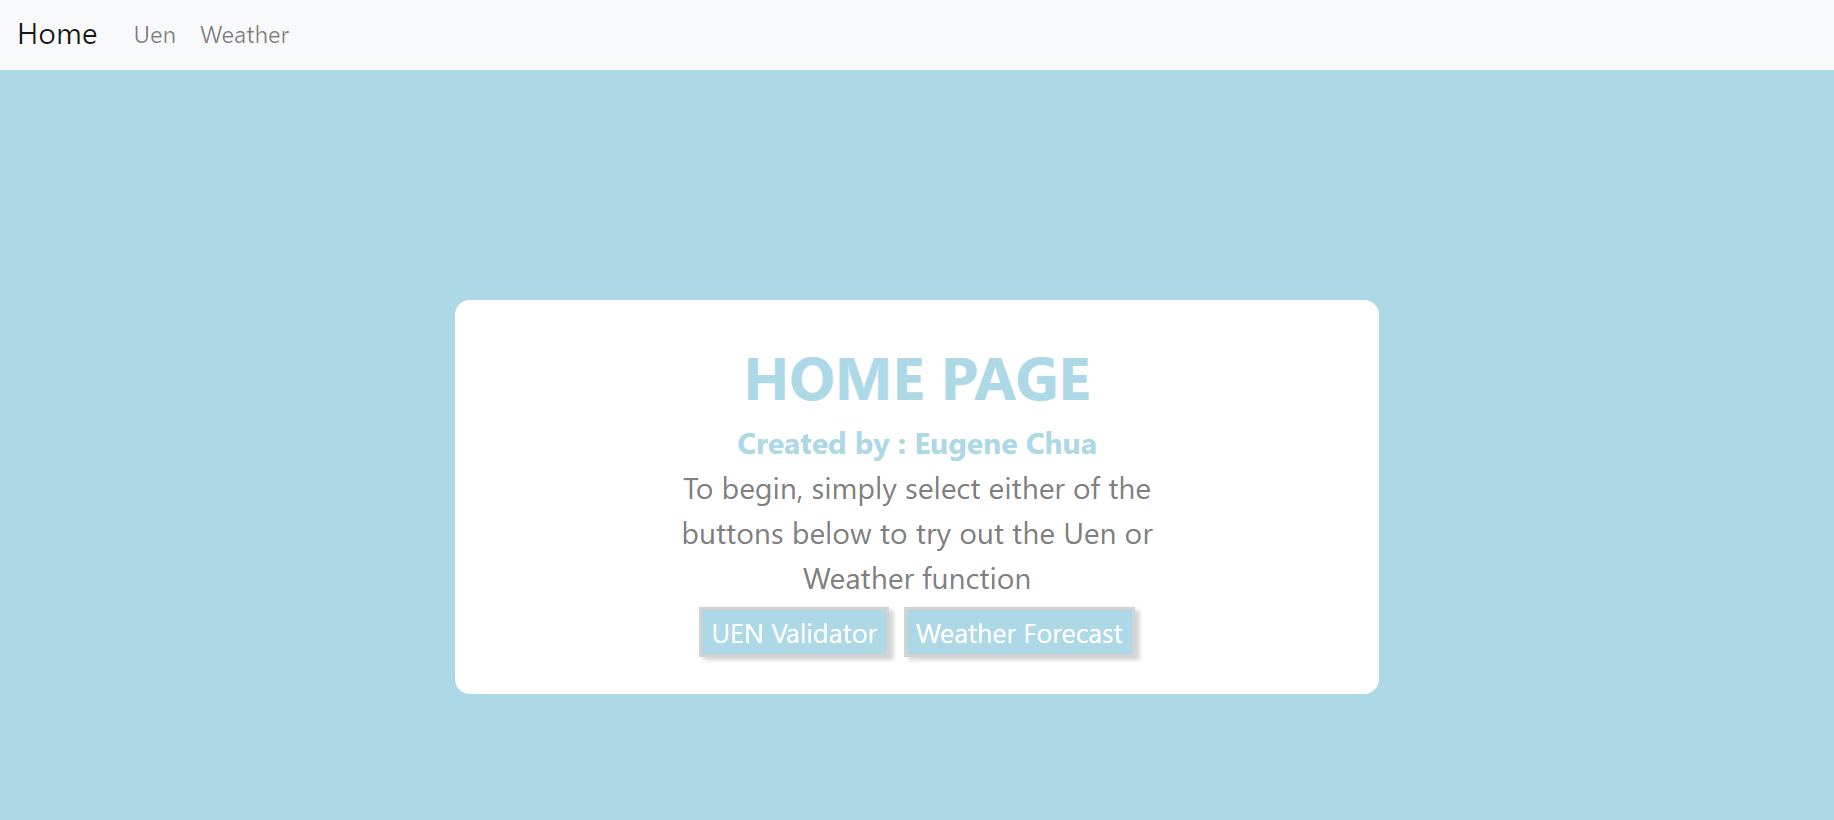 Home Uen Weather
HOME PAGE
Created by : Eugene Chua
To begin, simply select either of the
buttons below to try out the Uen or
Weather function
UEN Validator Weather Forecast